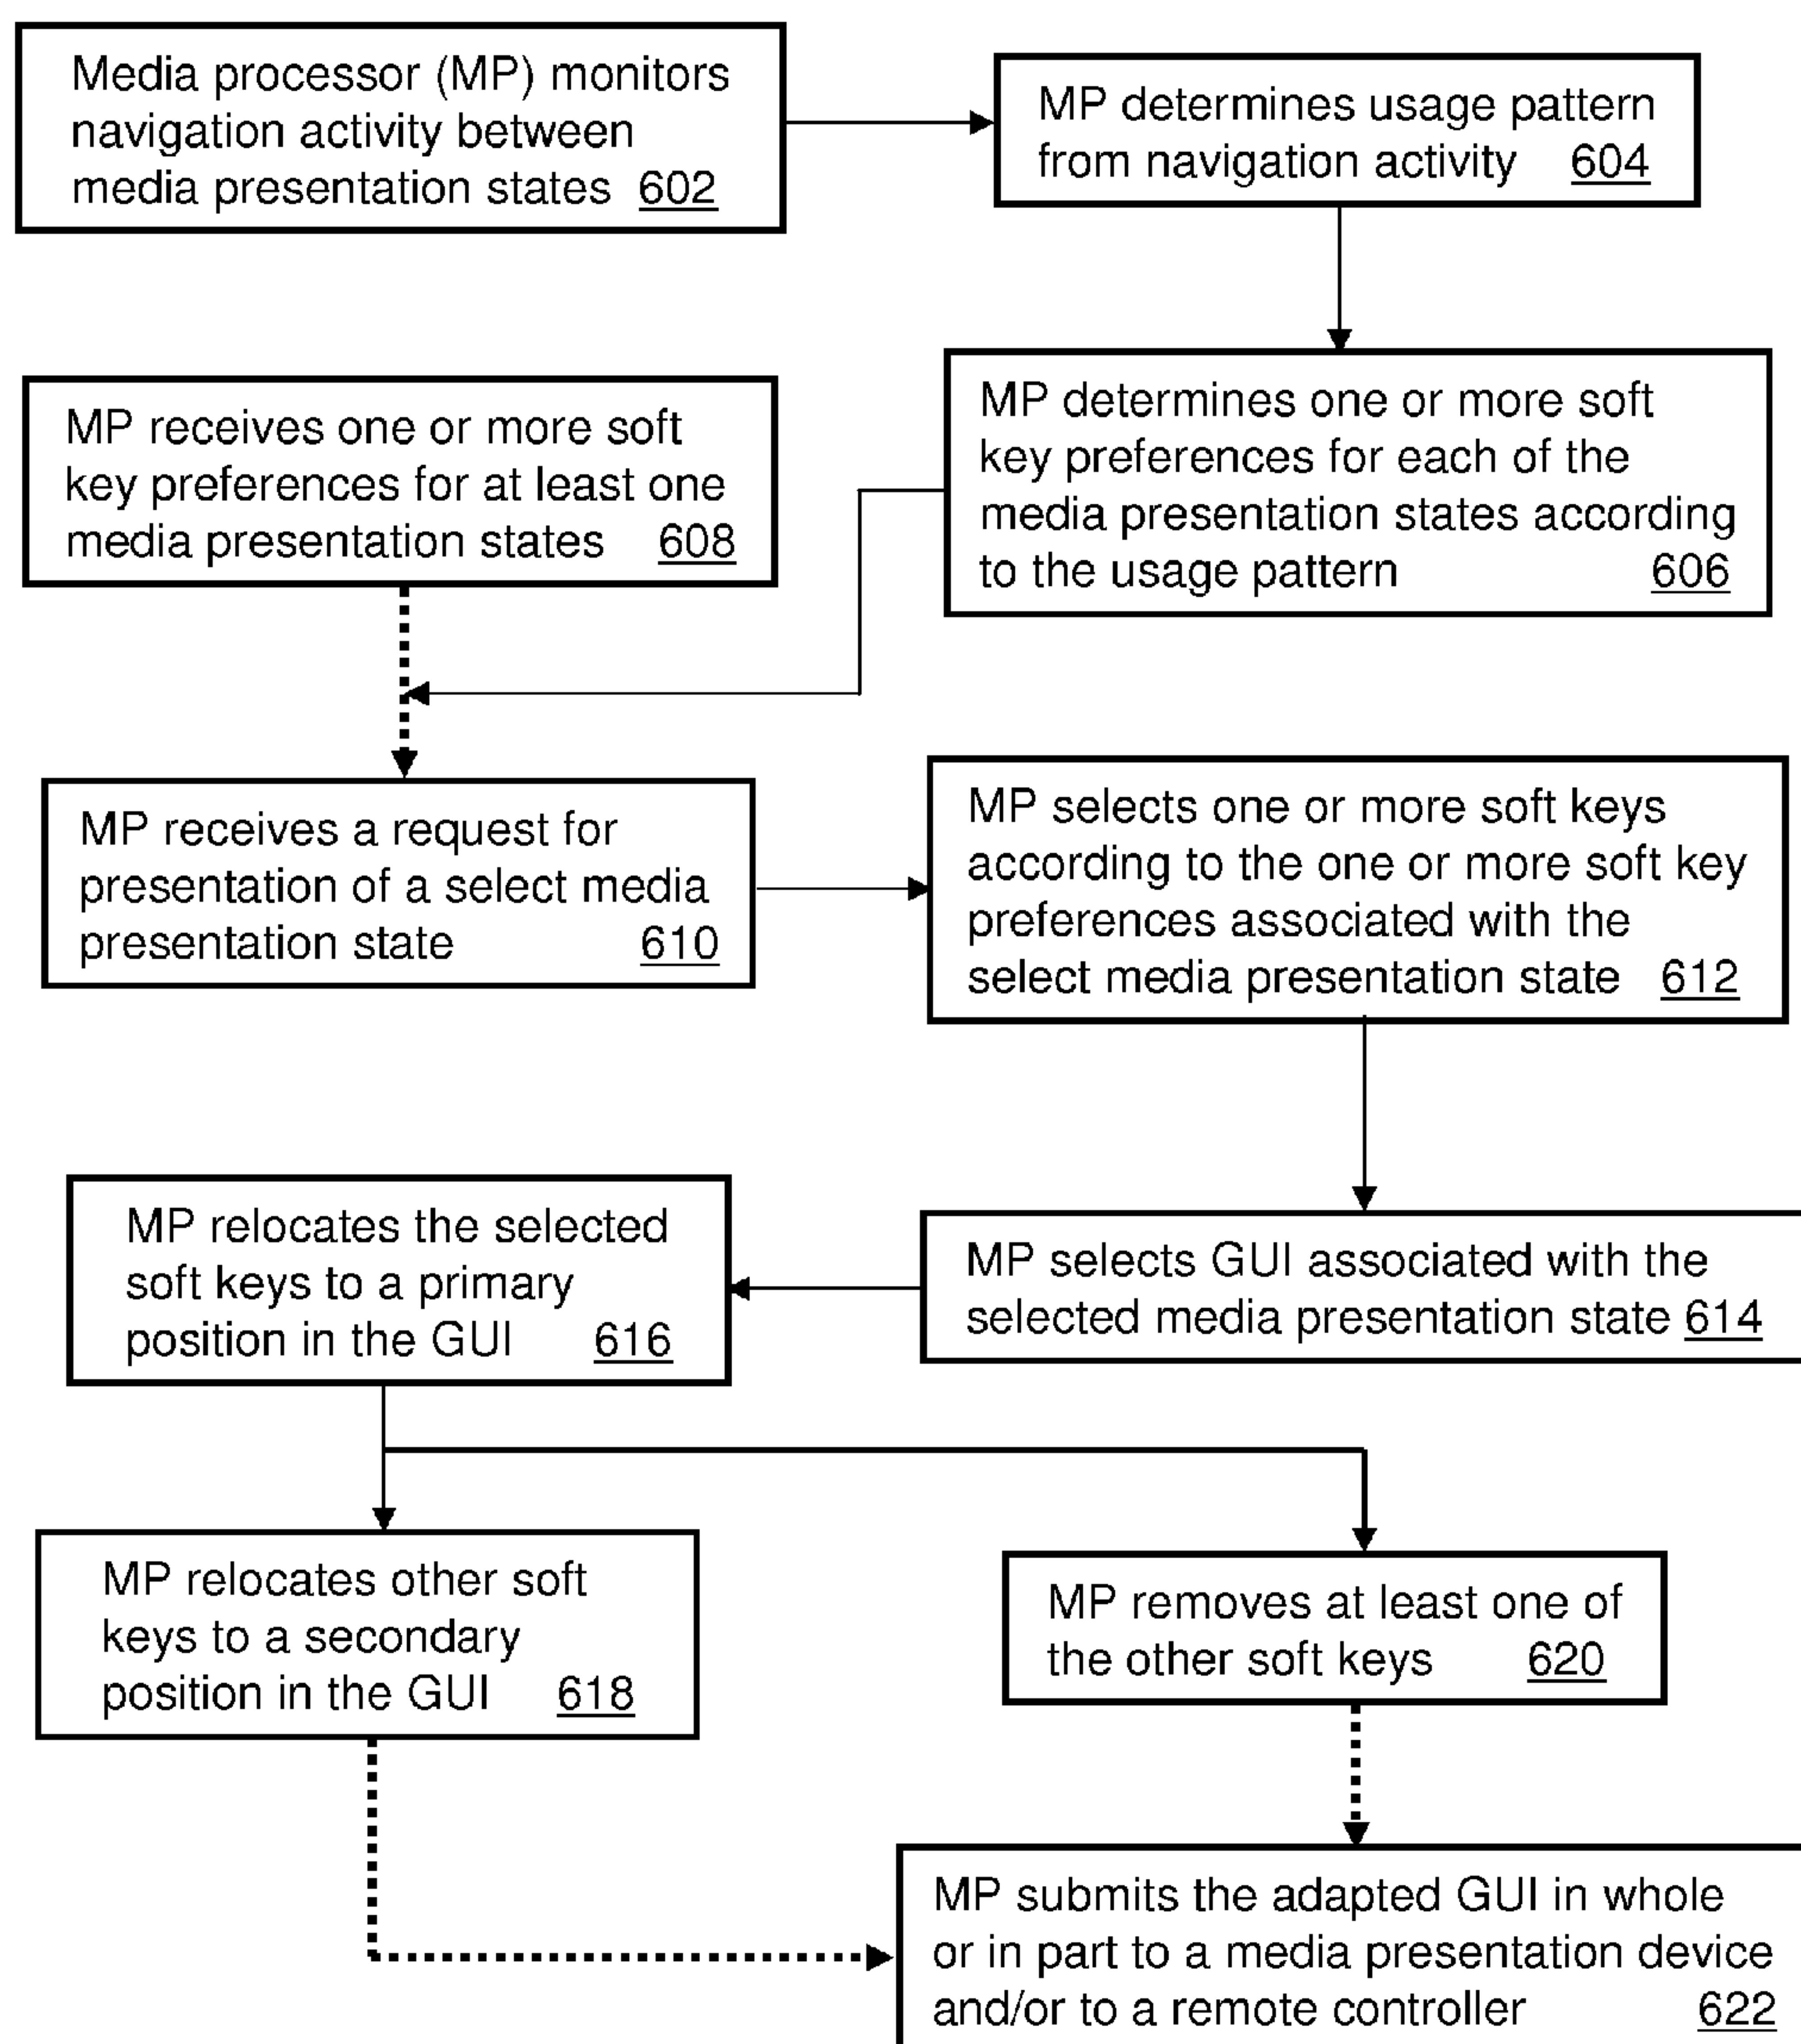 Media processor (MP) monitors
navigation activity between
media presentation states 602
MP determines usage pattern
from navigation activity 604
MP determines one or more soft
key preferences for each of the
media presentation states according
to the usage pattern 606
MP receives one or more soft
key preferences for at least one
media presentation states 608
MP receives a request for
presentation of a select media
presentation state 610
MP selects one or more soft keys
according to the one or more soft key
preferences associated with the
select media presentation state 612
MP selects GUI associated with the
selected media presentation state 614
MP relocates the selected
soft keys to a primary
position in the GUI 616
MP relocates other soft
keys to a secondary
position in the GUI 618
MP removes at least one of
the other soft keys 620
MP submits the adapted GUI in whole
or in part to a media presentation device
and/or to a remote controller 622